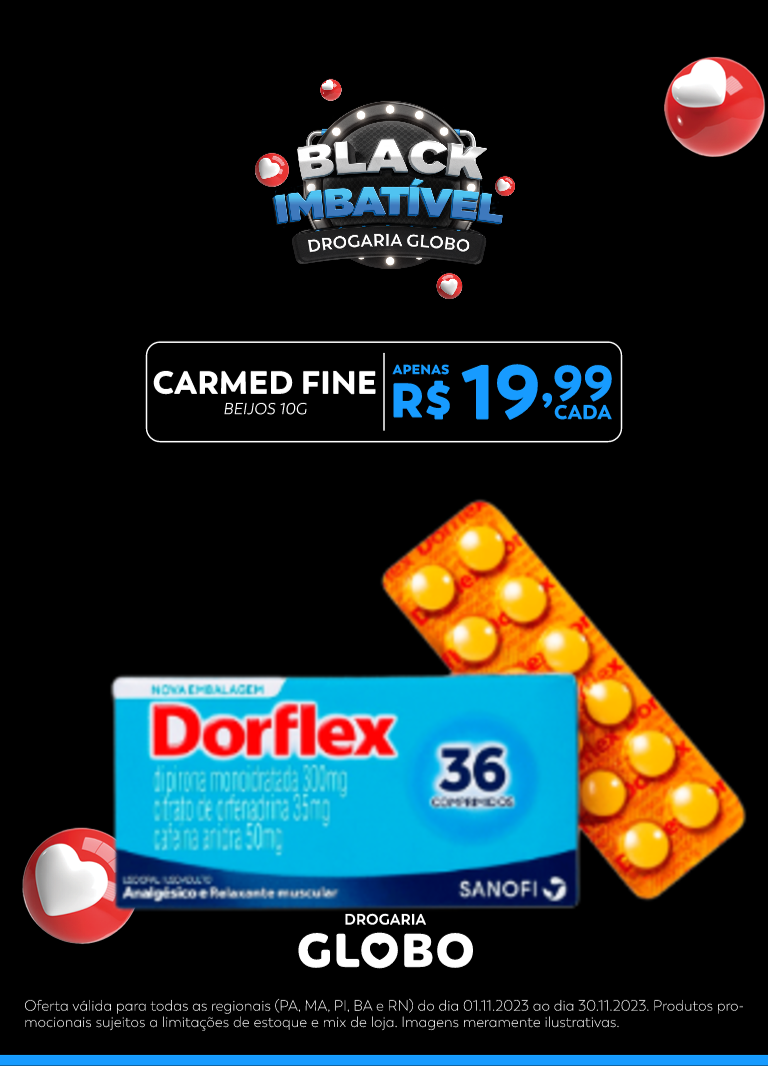 BLACK
IMBATÍVEL
DROGARIA GLOBO
CARMED FINE
BEIJOS 10G
APENAS
R$ 19,99
CADA
NOVA EMBALAGEM
Dorflex
dipirona monoidratada 300mg
citrato de orfenadrina 35mg
cafeína anidra 50mg
36
COMPRIMIDOS
Analgésico e Relaxante muscular
SANOFI
DROGARIA
GLOBO
Oferta válida para todas as regionais (PA, MA, PI, BA e RN) do dia 01.11.2023 ao dia 30.11.2023. Produtos pro-
mocionais sujeitos a limitações de estoque e mix de loja. Imagens meramente ilustrativas.